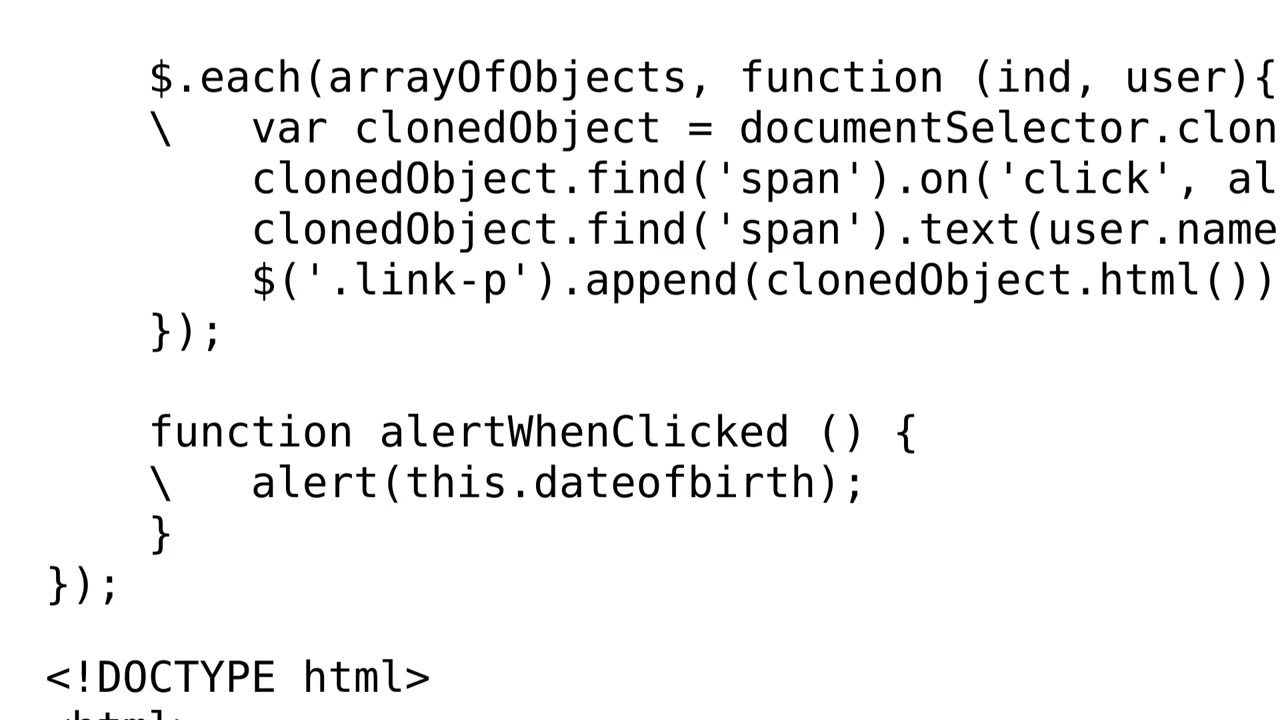 $.each(arrayOfObjects, function (ind, user){
\   var clonedObject = documentSelector.clon
clonedObject.find('span').on('click', al
clonedObject.find('span').text(user.name
$('.link-p').append(clonedObject.html())
});
function alertWhenClicked () {
\   alert(this.dateofbirth);
}
});
<!DOCTYPE html>
<html>